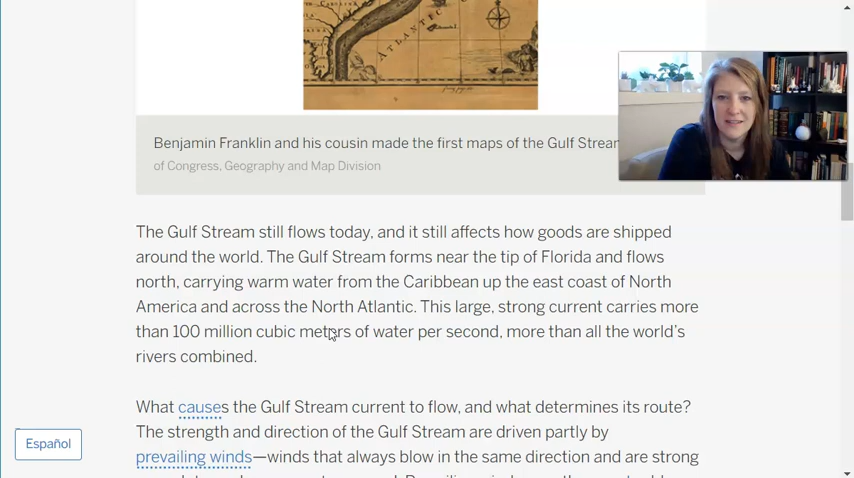 ATLANTIC
Benjamin Franklin and his cousin made the first maps of the Gulf Stream
of Congress, Geography and Map Division
The Gulf Stream still flows today, and it still affects how goods are shipped
around the world. The Gulf Stream forms near the tip of Florida and flows
north, carrying warm water from the Caribbean up the east coast of North
America and across the North Atlantic. This large, strong current carries more
than 100 million cubic meters of water per second, more than all the world's
rivers combined.
What causes the Gulf Stream current to flow, and what determines its route?
The strength and direction of the Gulf Stream are driven partly by
Español
prevailing winds—winds that always blow in the same direction and are strong